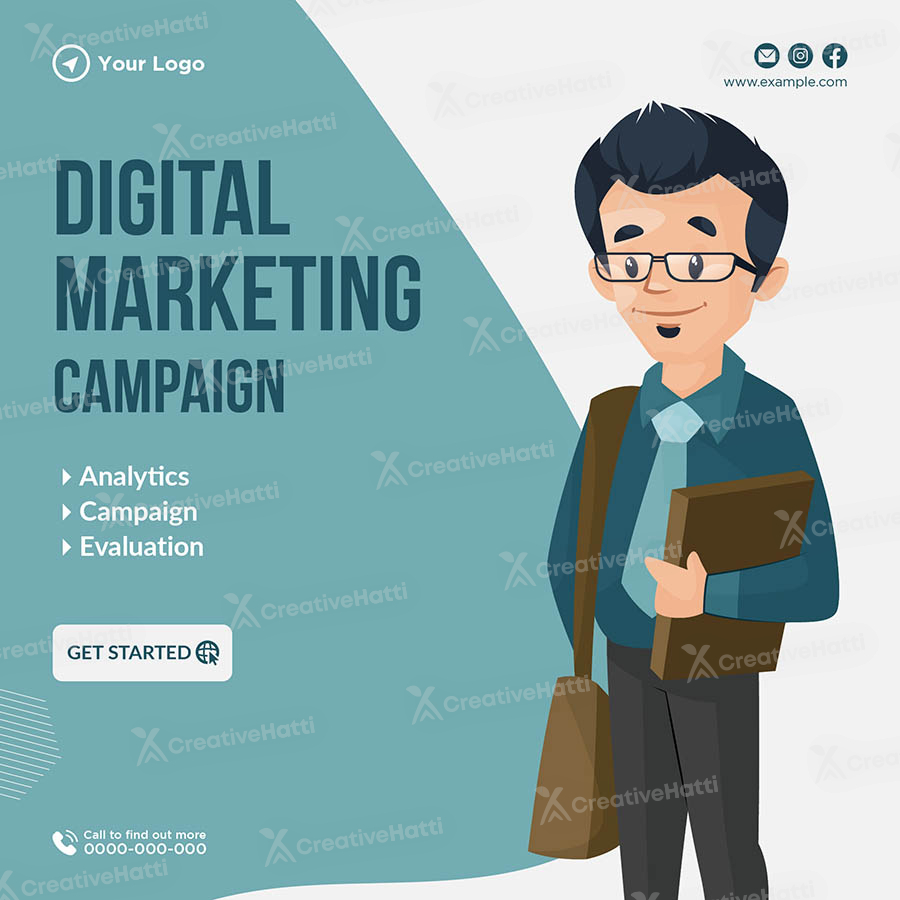 Your Logo
www.example.com
DIGITAL
MARKETING
CAMPAIGN
Analytics
Campaign
Evaluation
GET STARTED
Call to find out more
0000-000-000
CreativeHatti